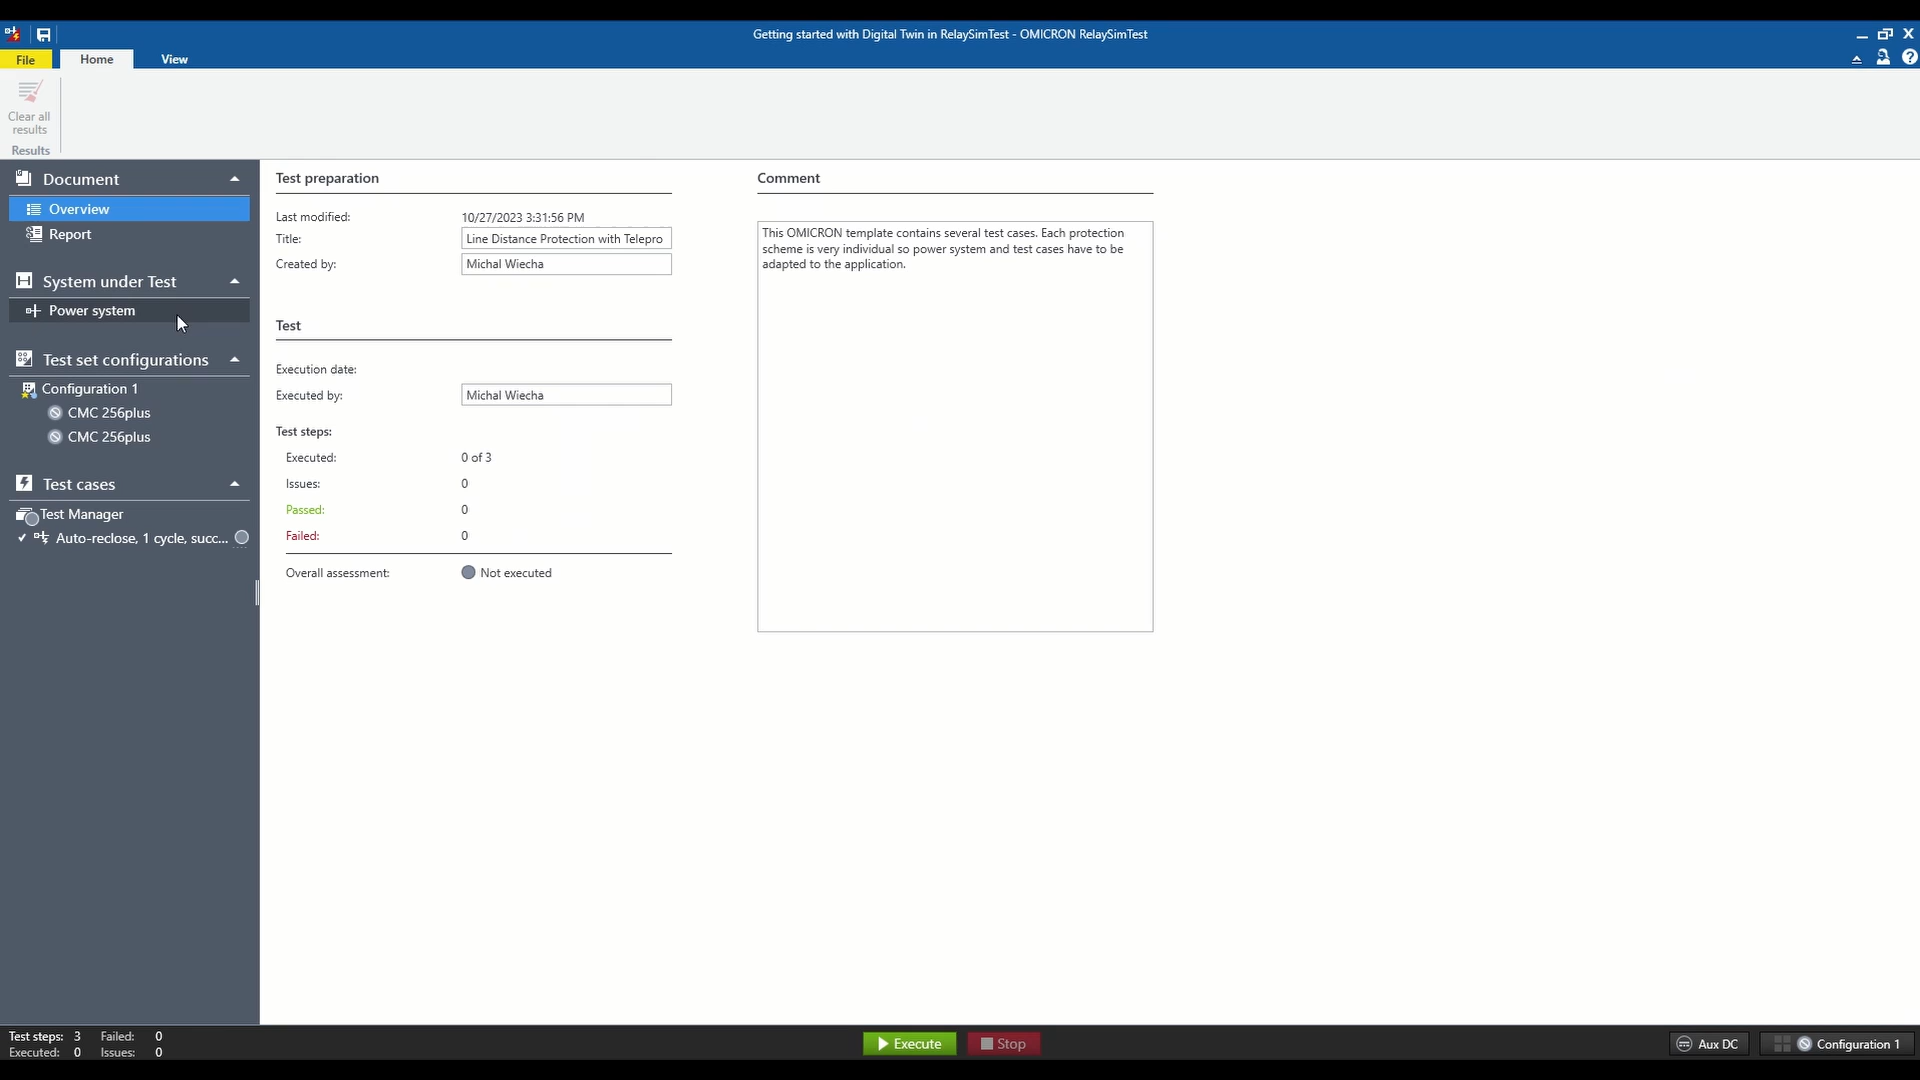 Getting started with Digital Twin in RelaySimTest - OMICRON RelaySimTest
File
Home
View
Clear all
results
Results
Document
Overview
Report
System under Test
Power system
Test set configurations
Configuration 1
CMC 256plus
CMC 256plus
Test cases
Test Manager
Auto-reclose, 1 cycle, succ...
Test preparation
Last modified: 10/27/2023 3:31:56 PM
Title: Line Distance Protection with Telepro
Created by: Michal Wiecha
Test
Execution date:
Executed by: Michal Wiecha
Test steps:
Executed: 0 of 3
Issues: 0
Passed: 0
Failed: 0
Overall assessment: Not executed
Comment
This OMICRON template contains several test cases. Each protection
scheme is very individual so power system and test cases have to be
adapted to the application.
Test steps: 3 Failed: 0
Executed: 0 Issues: 0
Execute
Stop
Aux DC
Configuration 1